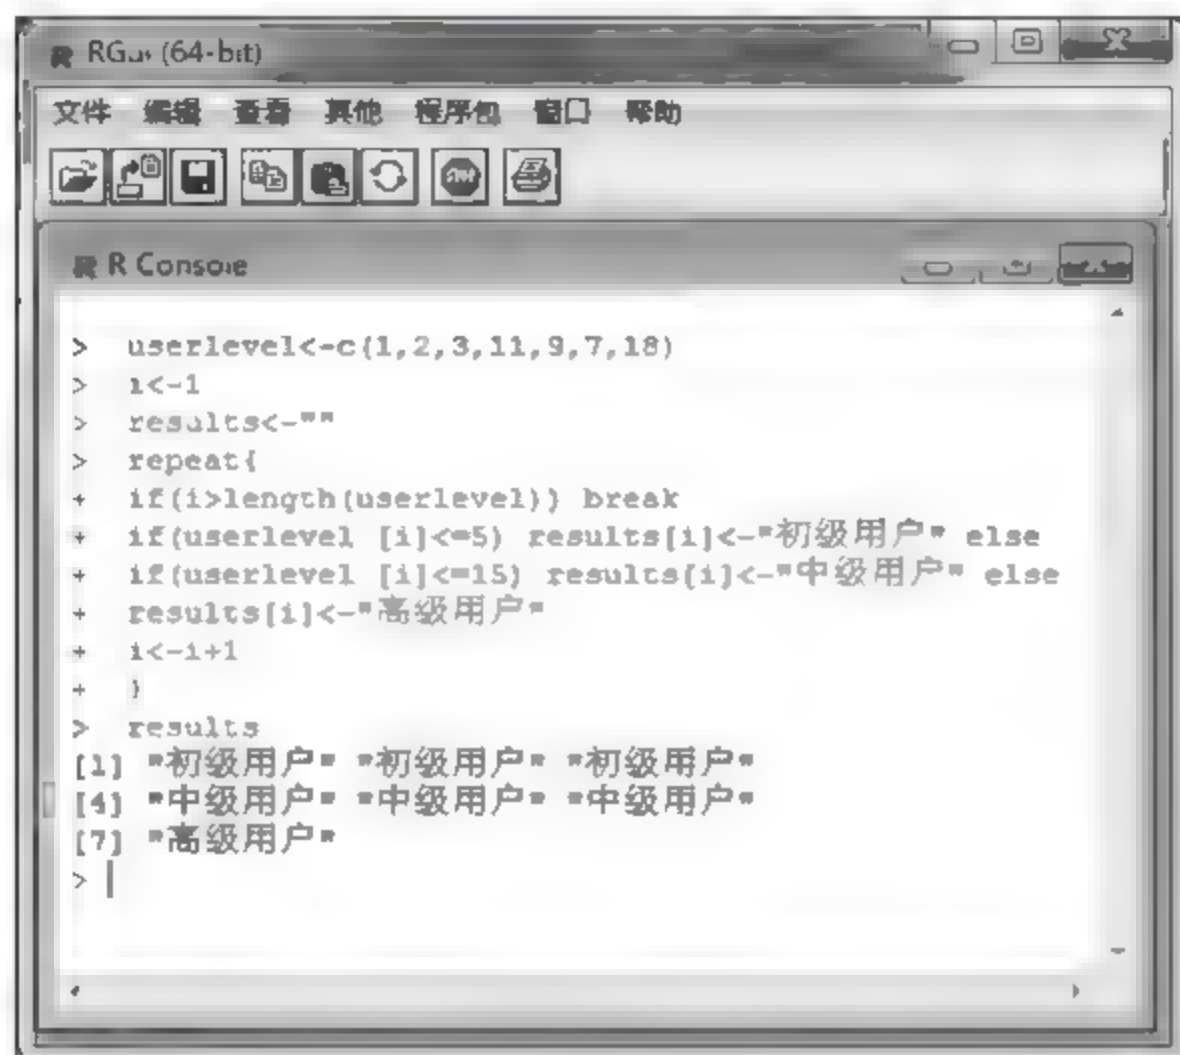 RGui (64-bit)
文件 编辑 查看 其他 程序包 窗口 帮助
STOP
R Console
> userlevel<-c(1,2,3,11,9,7,18)
> i<-1
> results<-""
> repeat{
+ if(i>length(userlevel)) break
+ if(userlevel [i]<=5) results[i]<-"初级用户" else
+ if(userlevel [i]<=15) results[i]<-"中级用户" else
+ results[i]<-"高级用户"
+ i<-i+1
+ }
> results
[1] "初级用户" "初级用户" "初级用户"
[4] "中级用户" "中级用户" "中级用户"
[7] "高级用户"
>